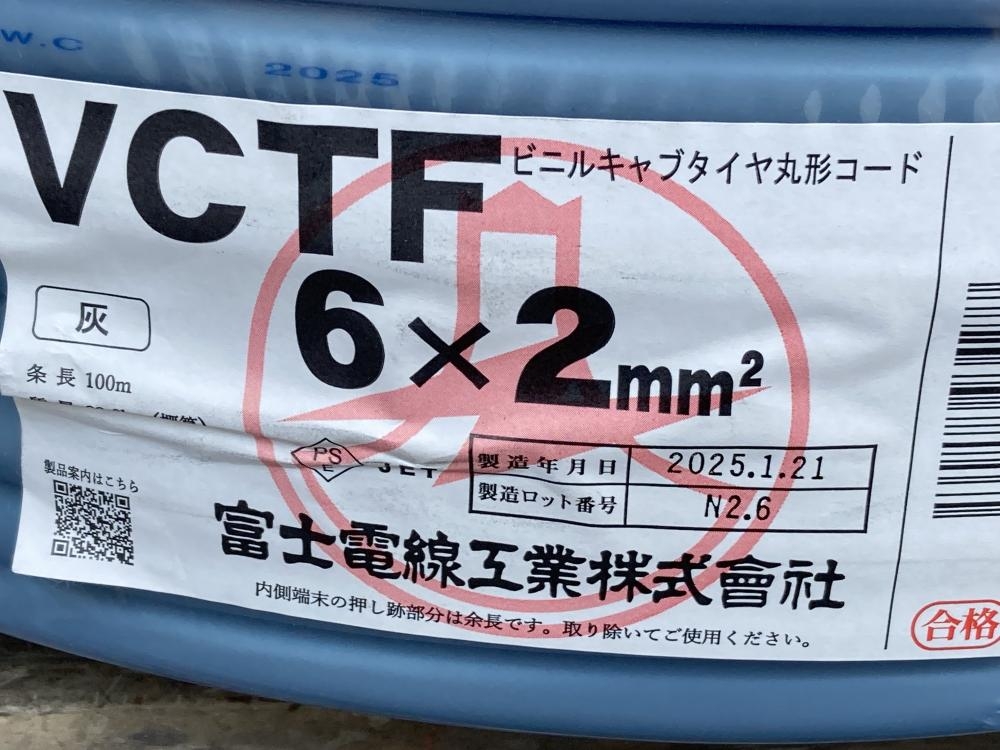 W.C
2025
VCTF
ビニルキャブタイヤ丸形コード
6×2mm²
灰
条長100m
PS
E
JET
製造年月日 2025.1.21
製造ロット番号 N2.6
製品案内はこちら
富士電線工業株式會社
内側端末の押し跡部分は余長です。取り除いてご使用ください。
合格